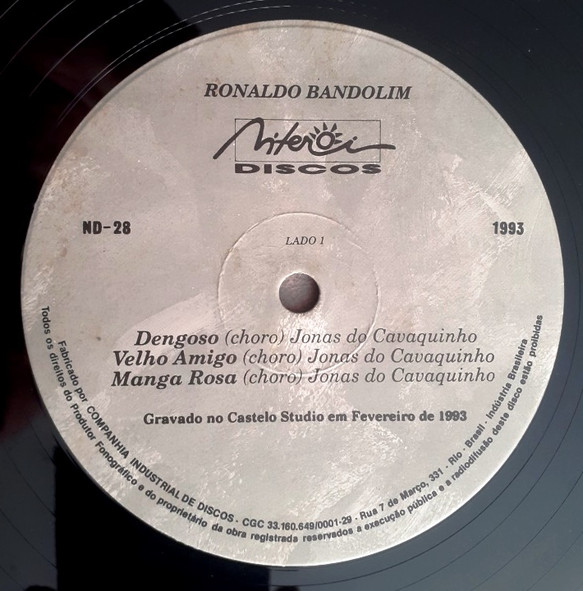 RONALDO BANDOLIM
Niterói
DISCOS
ND-28
1993
LADO 1
Dengoso (choro) Jonas do Cavaquinho
Velho Amigo (choro) Jonas do Cavaquinho
Manga Rosa (choro) Jonas do Cavaquinho
Gravado no Castelo Studio em Fevereiro de 1993
Fabricado por COMPANHIA INDUSTRIAL DE DISCOS - CGC 33.160.649/0001-29 - Rua 7 de Março, 331 - Rio - Brasil - Indústria Brasileira
Todos os direitos do Produtor Fonográfico e do proprietário da obra registrada reservados a execução pública e a radiodifusão deste disco estão proibidas